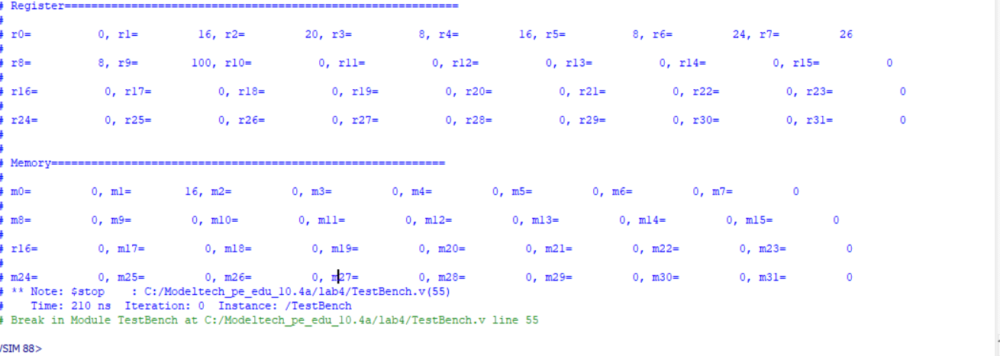 # Register===========================================================
#
# r0=          0, r1=         16, r2=         20, r3=          8, r4=         16, r5=          8, r6=         24, r7=         26
#
# r8=          8, r9=        100, r10=          0, r11=          0, r12=          0, r13=          0, r14=          0, r15=          0
#
# r16=          0, r17=          0, r18=          0, r19=          0, r20=          0, r21=          0, r22=          0, r23=          0
#
# r24=          0, r25=          0, r26=          0, r27=          0, r28=          0, r29=          0, r30=          0, r31=          0
#
#
# Memory===========================================================
#
# m0=         0, m1=        16, m2=         0, m3=         0, m4=         0, m5=         0, m6=         0, m7=         0
#
# m8=         0, m9=         0, m10=         0, m11=         0, m12=         0, m13=         0, m14=         0, m15=         0
#
# r16=         0, m17=         0, m18=         0, m19=         0, m20=         0, m21=         0, m22=         0, m23=         0
#
# m24=         0, m25=         0, m26=         0, m27=         0, m28=         0, m29=         0, m30=         0, m31=         0
# ** Note: $stop    : C:/Modeltech_pe_edu_10.4a/lab4/TestBench.v(55)
#    Time: 210 ns  Iteration: 0  Instance: /TestBench
# Break in Module TestBench at C:/Modeltech_pe_edu_10.4a/lab4/TestBench.v line 55
VSIM 88>